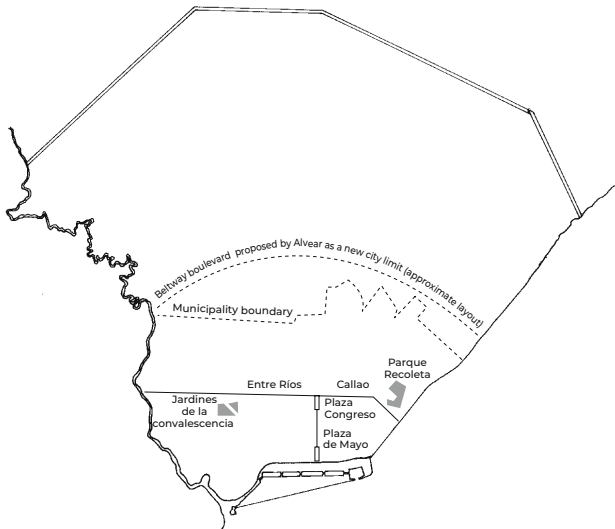 Beltway boulevard proposed by Alvear as a new city limit (approximate layout)
Municipality boundary
Parque
Recoleta
Entre Ríos
Callao
Jardines
de la
convalescencia
Plaza
Congreso
Plaza
de Mayo